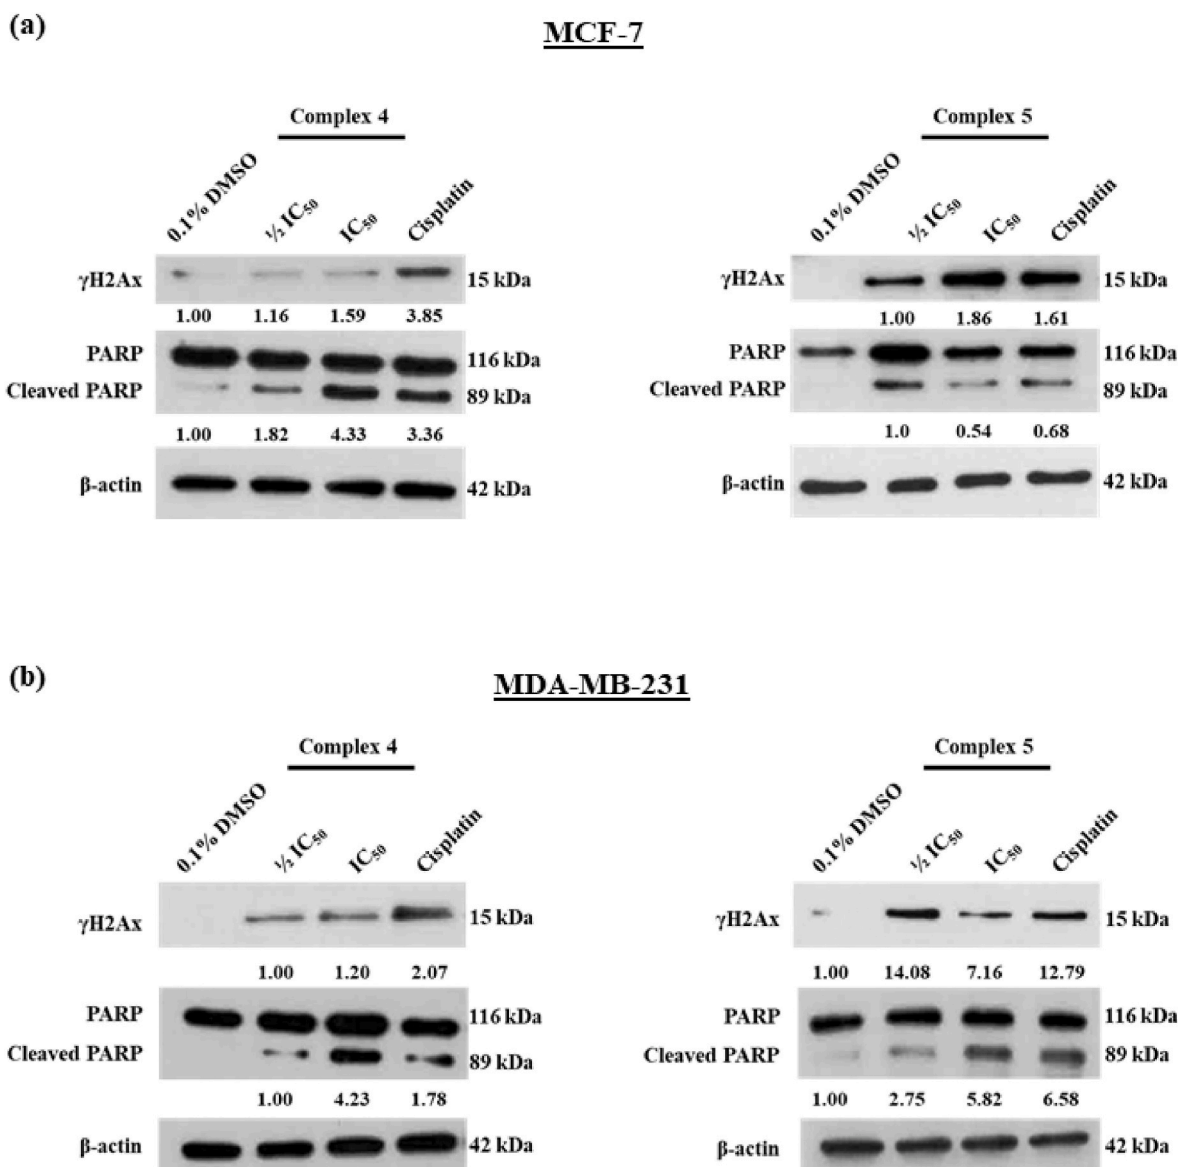 (a)
MCF-7
Complex 4
0.1% DMSO
½ IC₅₀
IC₅₀
Cisplatin
γH2Ax
15 kDa
1.00 1.16 1.59 3.85
PARP
116 kDa
Cleaved PARP
89 kDa
1.00 1.82 4.33 3.36
β-actin
42 kDa
Complex 5
0.1% DMSO
½ IC₅₀
IC₅₀
Cisplatin
γH2Ax
15 kDa
1.00 1.86 1.61
PARP
116 kDa
Cleaved PARP
89 kDa
1.0 0.54 0.68
β-actin
42 kDa
(b)
MDA-MB-231
Complex 4
0.1% DMSO
½ IC₅₀
IC₅₀
Cisplatin
γH2Ax
15 kDa
1.00 1.20 2.07
PARP
116 kDa
Cleaved PARP
89 kDa
1.00 4.23 1.78
β-actin
42 kDa
Complex 5
0.1% DMSO
½ IC₅₀
IC₅₀
Cisplatin
γH2Ax
15 kDa
1.00 14.08 7.16 12.79
PARP
116 kDa
Cleaved PARP
89 kDa
1.00 2.75 5.82 6.58
β-actin
42 kDa